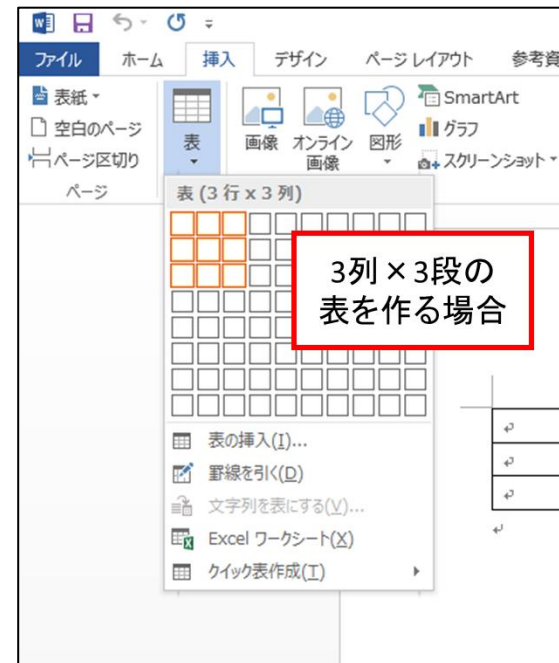 ファイル ホーム 挿入 デザイン ページ レイアウト 参考資
表紙
空白のページ
ページ区切り
ページ
表
画像
オンライン
画像
図形
SmartArt
グラフ
スクリーンショット
表 (3 行 x 3 列)
3列×3段の
表を作る場合
表の挿入(I)...
罫線を引く(D)
文字列を表にする(V)...
Excel ワークシート(X)
クイック表作成(T)